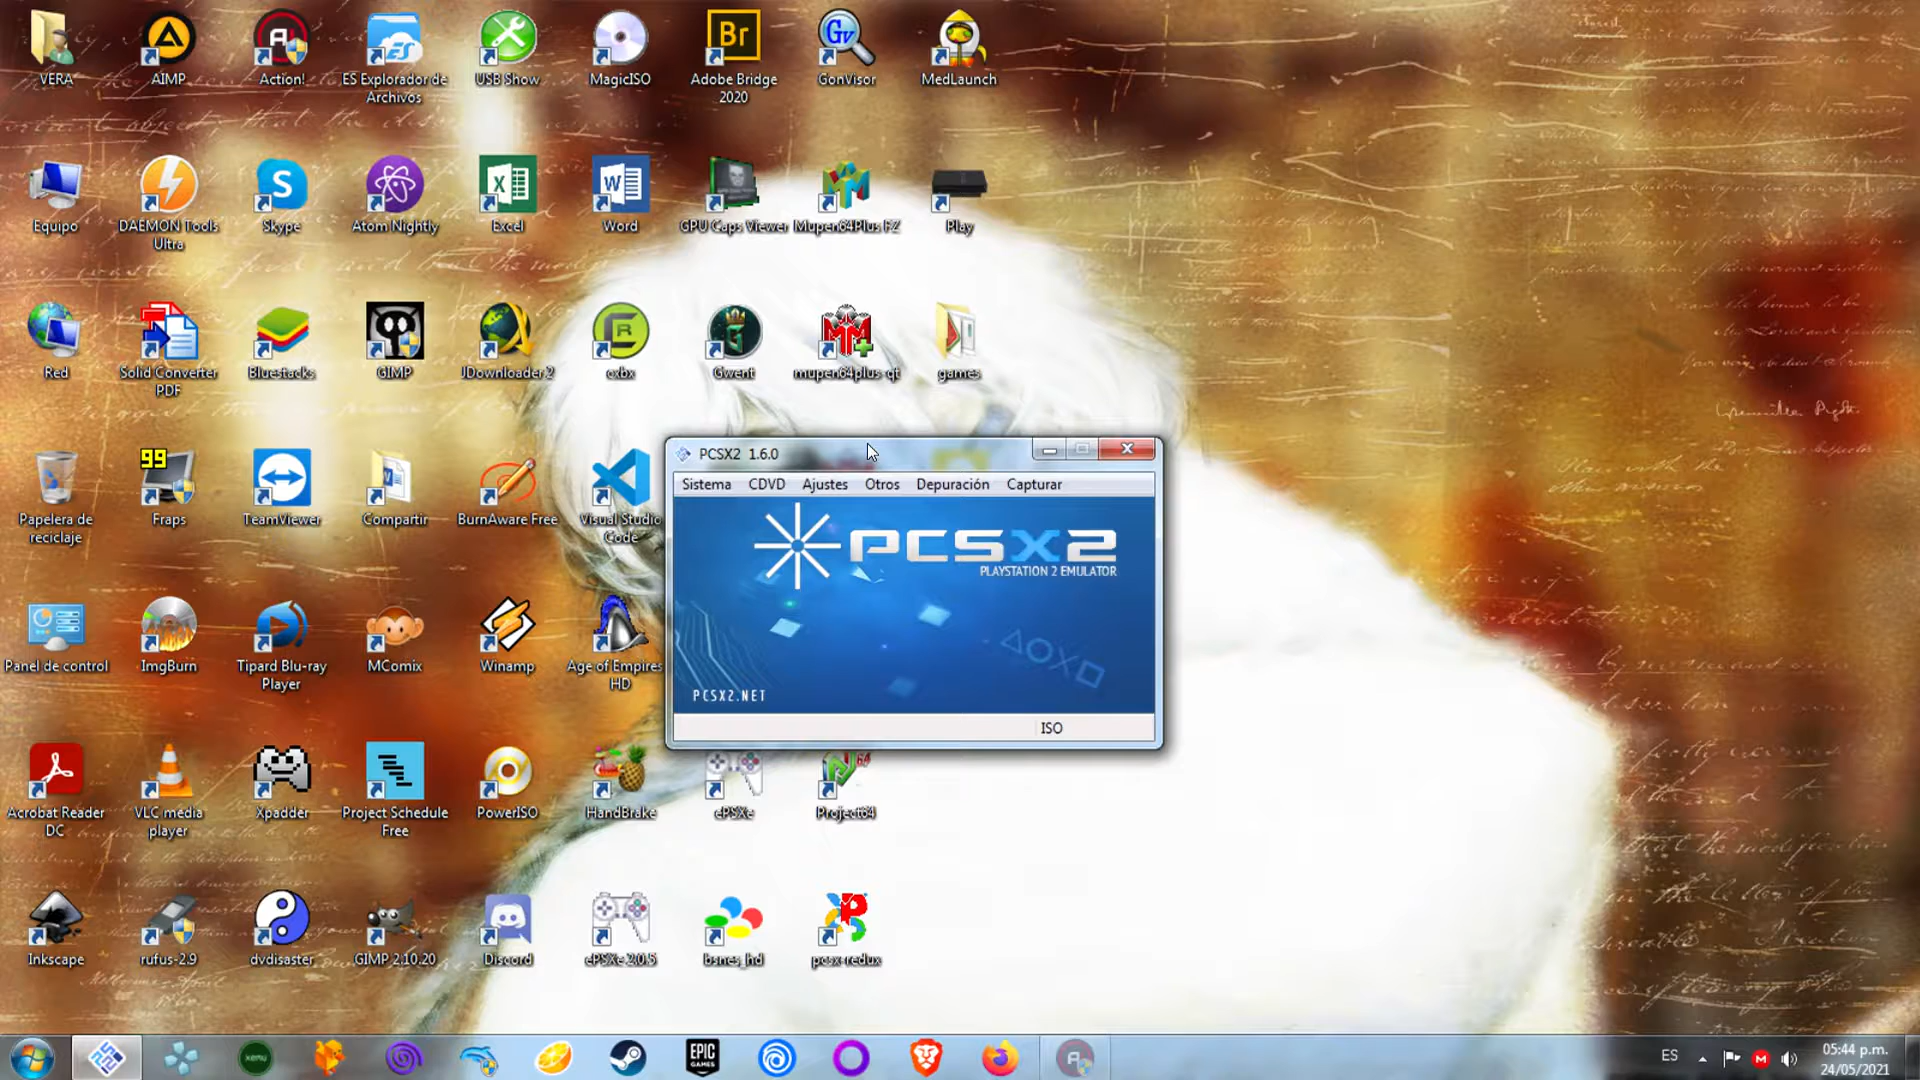 VERA
AIMP
Action!
ES Explorador de
Archivos
USB Show
MagicISO
Adobe Bridge
2020
GonVisor
MedLaunch
Equipo
DAEMON Tools
Ultra
Skype
Atom Nightly
Excel
Word
GPU Caps Viewer
Mupen64Plus FZ
Play
Red
Solid Converter
PDF
Bluestacks
GIMP
JDownloader 2
cxbx
Gwent
mupen64plus-qt
games
Papelera de
reciclaje
99
Fraps
TeamViewer
Compartir
BurnAware Free
Visual Studio
Code
PCSX2 1.6.0
Sistema CDVD Ajustes Otros Depuración Capturar
PCSX2
PLAYSTATION 2 EMULATOR
PCSX2.NET
ISO
Panel de control
ImgBurn
Tipard Blu-ray
Player
MComix
Winamp
Age of Empires
HD
Acrobat Reader
DC
VLC media
player
Xpadder
Project Schedule
Free
PowerISO
HandBrake
ePSXe
Project64
Inkscape
rufus-2.9
dvdisaster
GIMP 2.10.20
Discord
ePSXe 2.0.5
bsnes_hd
pcsx-redux
xemu
EPIC
GAMES
ES
05:44 p.m.
24/05/2021